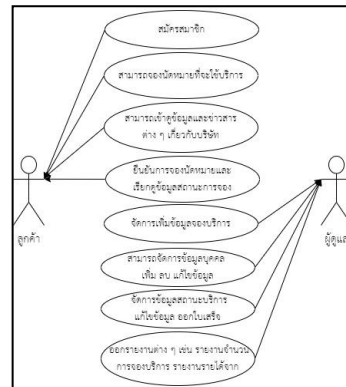 สมัครสมาชิก
สามารถจองนัดหมายที่จะใช้บริการ
สามารถเข้าดูข้อมูลและข่าวสาร
ต่าง ๆ เกี่ยวกับบริษัท
ยืนยันการจองนัดหมายและ
เรียกดูข้อมูลสถานะการจอง
ลูกค้า
จัดการเพิ่มข้อมูลจองบริการ
ผู้ดูแล
สามารถจัดการข้อมูลบุคคล
เพิ่ม ลบ แก้ไขข้อมูล
จัดการข้อมูลสถานะบริการ
แก้ไขข้อมูล ออกใบเสร็จ
ออกรายงานต่าง ๆ เช่น รายงานจำนวน
การจองบริการ รายงานรายได้จาก